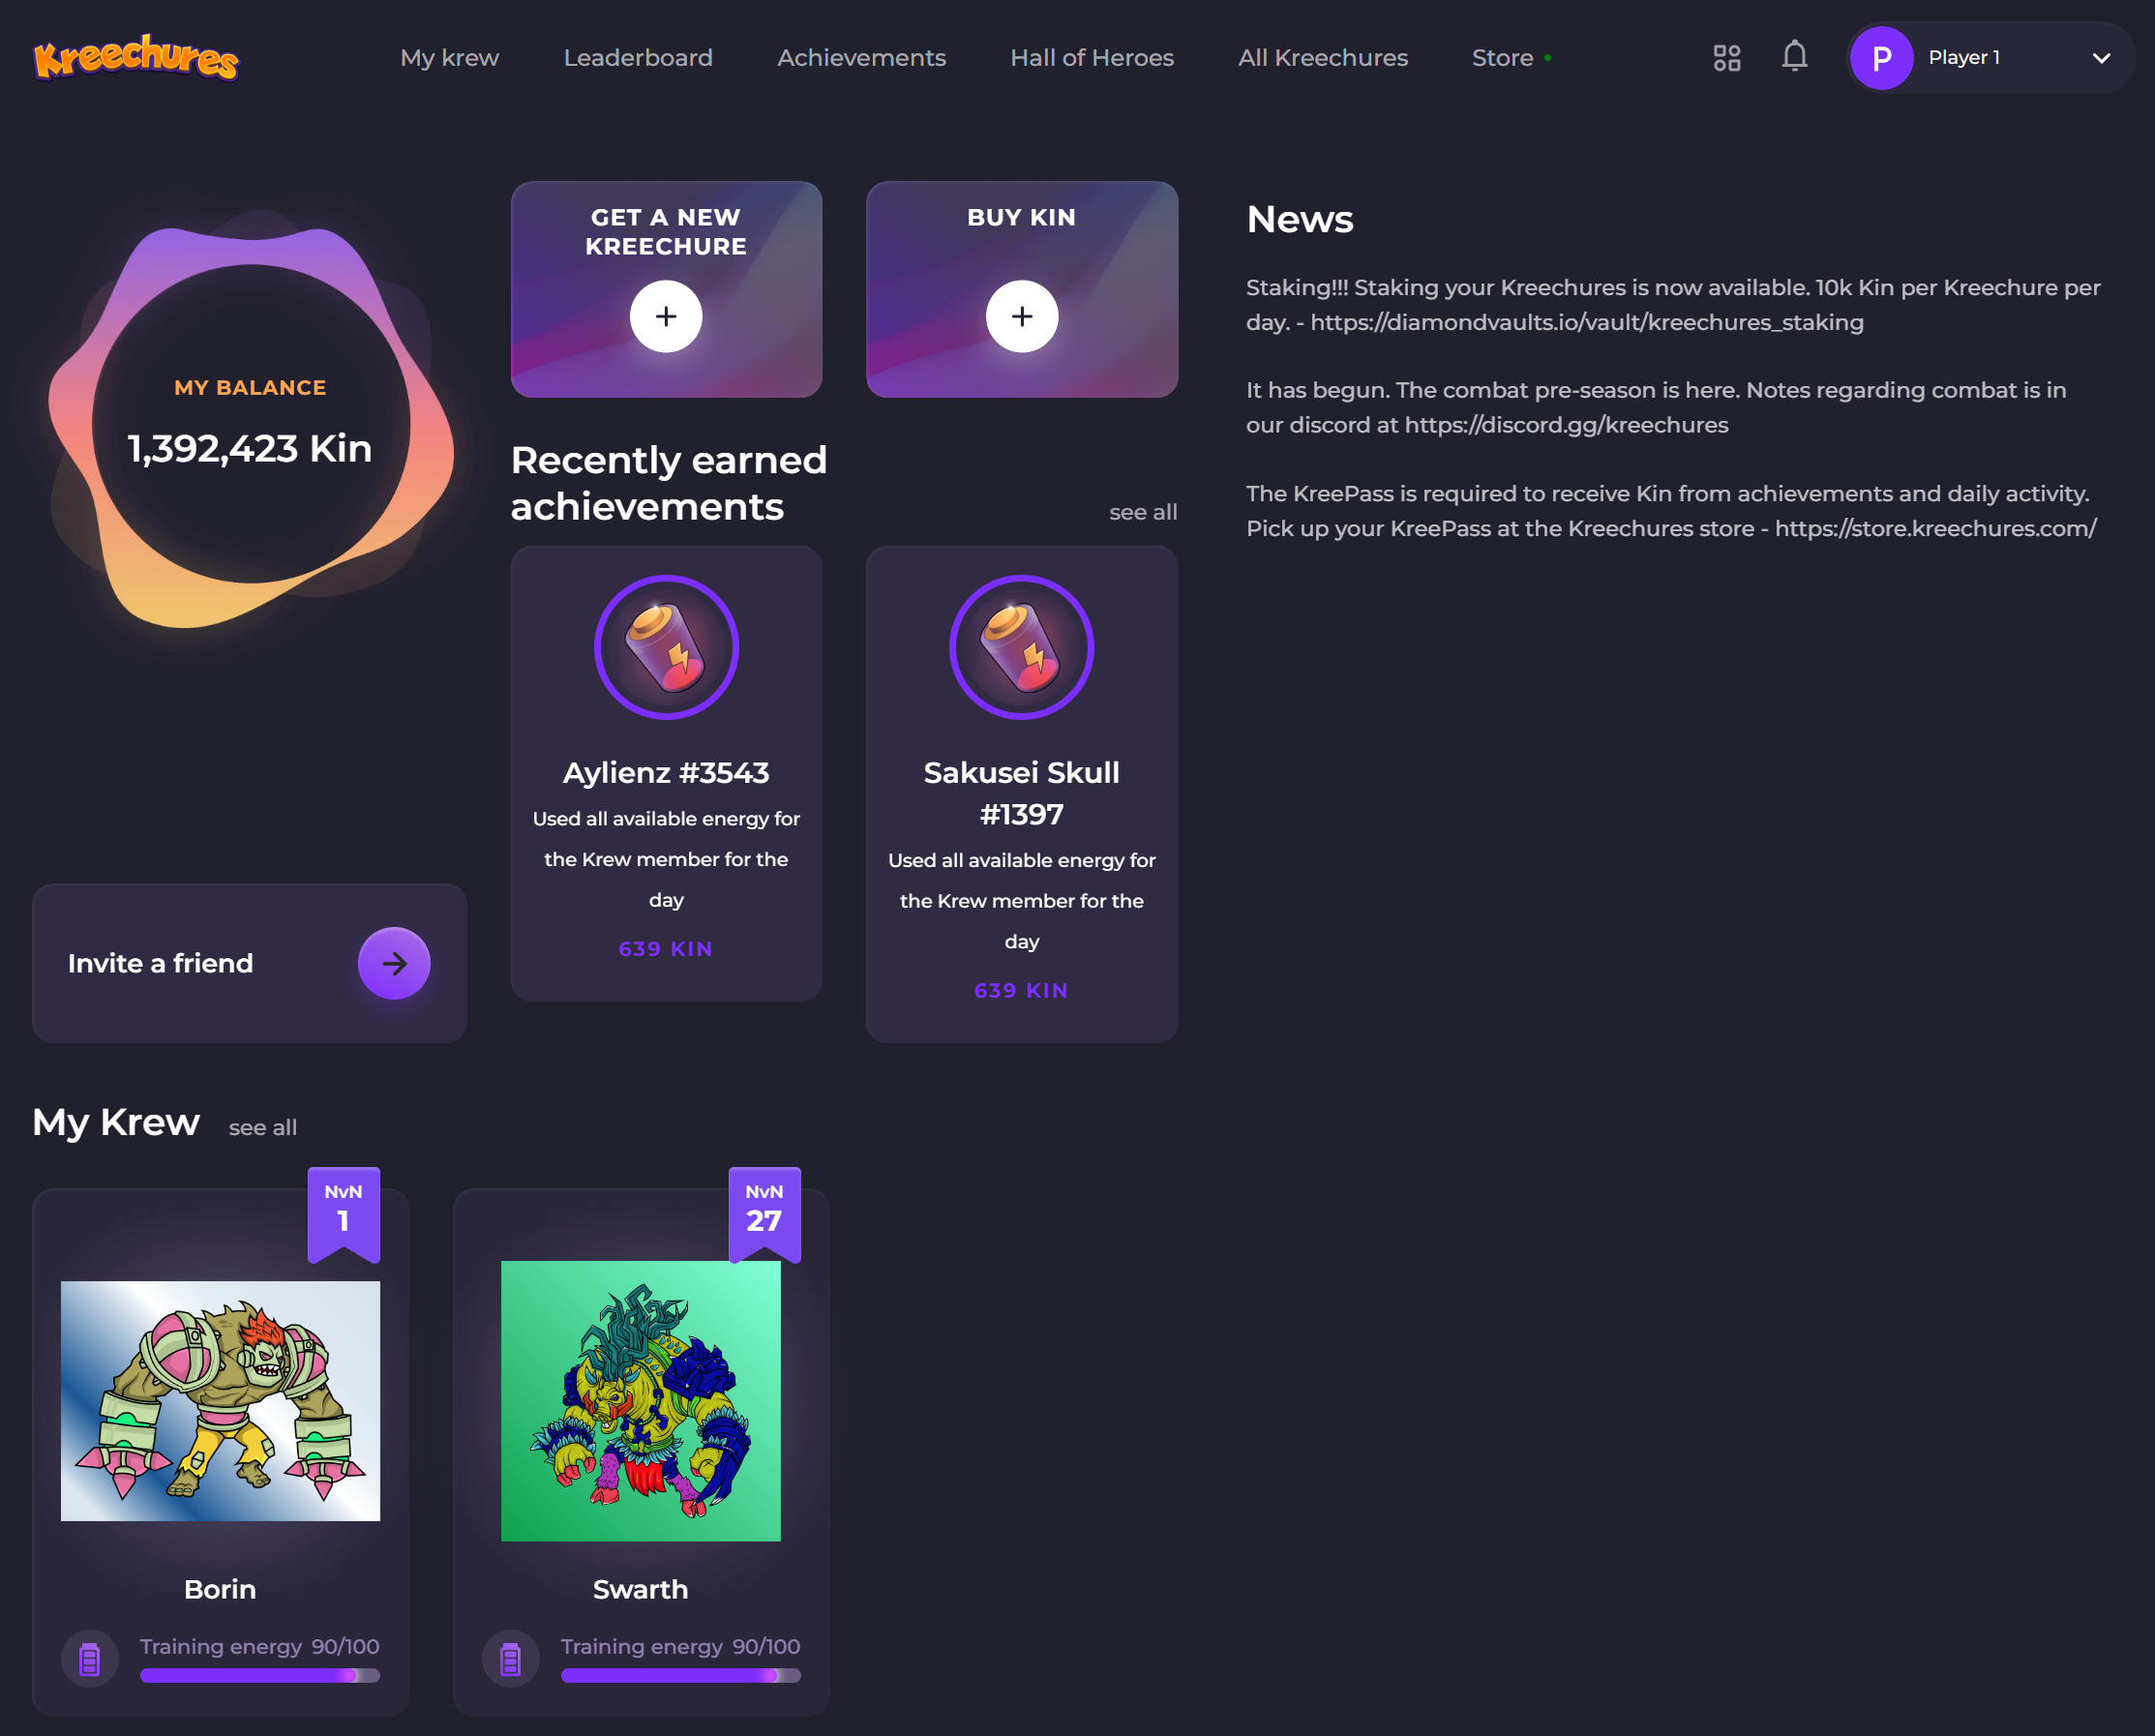 Kreechures
My krew
Leaderboard
Achievements
Hall of Heroes
All Kreechures
Store
P
Player 1
MY BALANCE
1,392,423 Kin
GET A NEW
KREECHURE
BUY KIN
Recently earned
achievements
see all
Aylienz #3543
Used all available energy for
the Krew member for the
day
639 KIN
Sakusei Skull
#1397
Used all available energy for
the Krew member for the
day
639 KIN
News
Staking!!! Staking your Kreechures is now available. 10k Kin per Kreechure per
day. - https://diamondvaults.io/vault/kreechures_staking
It has begun. The combat pre-season is here. Notes regarding combat is in
our discord at https://discord.gg/kreechures
The KreePass is required to receive Kin from achievements and daily activity.
Pick up your KreePass at the Kreechures store - https://store.kreechures.com/
Invite a friend
My Krew
see all
NvN
1
Borin
Training energy 90/100
NvN
27
Swarth
Training energy 90/100